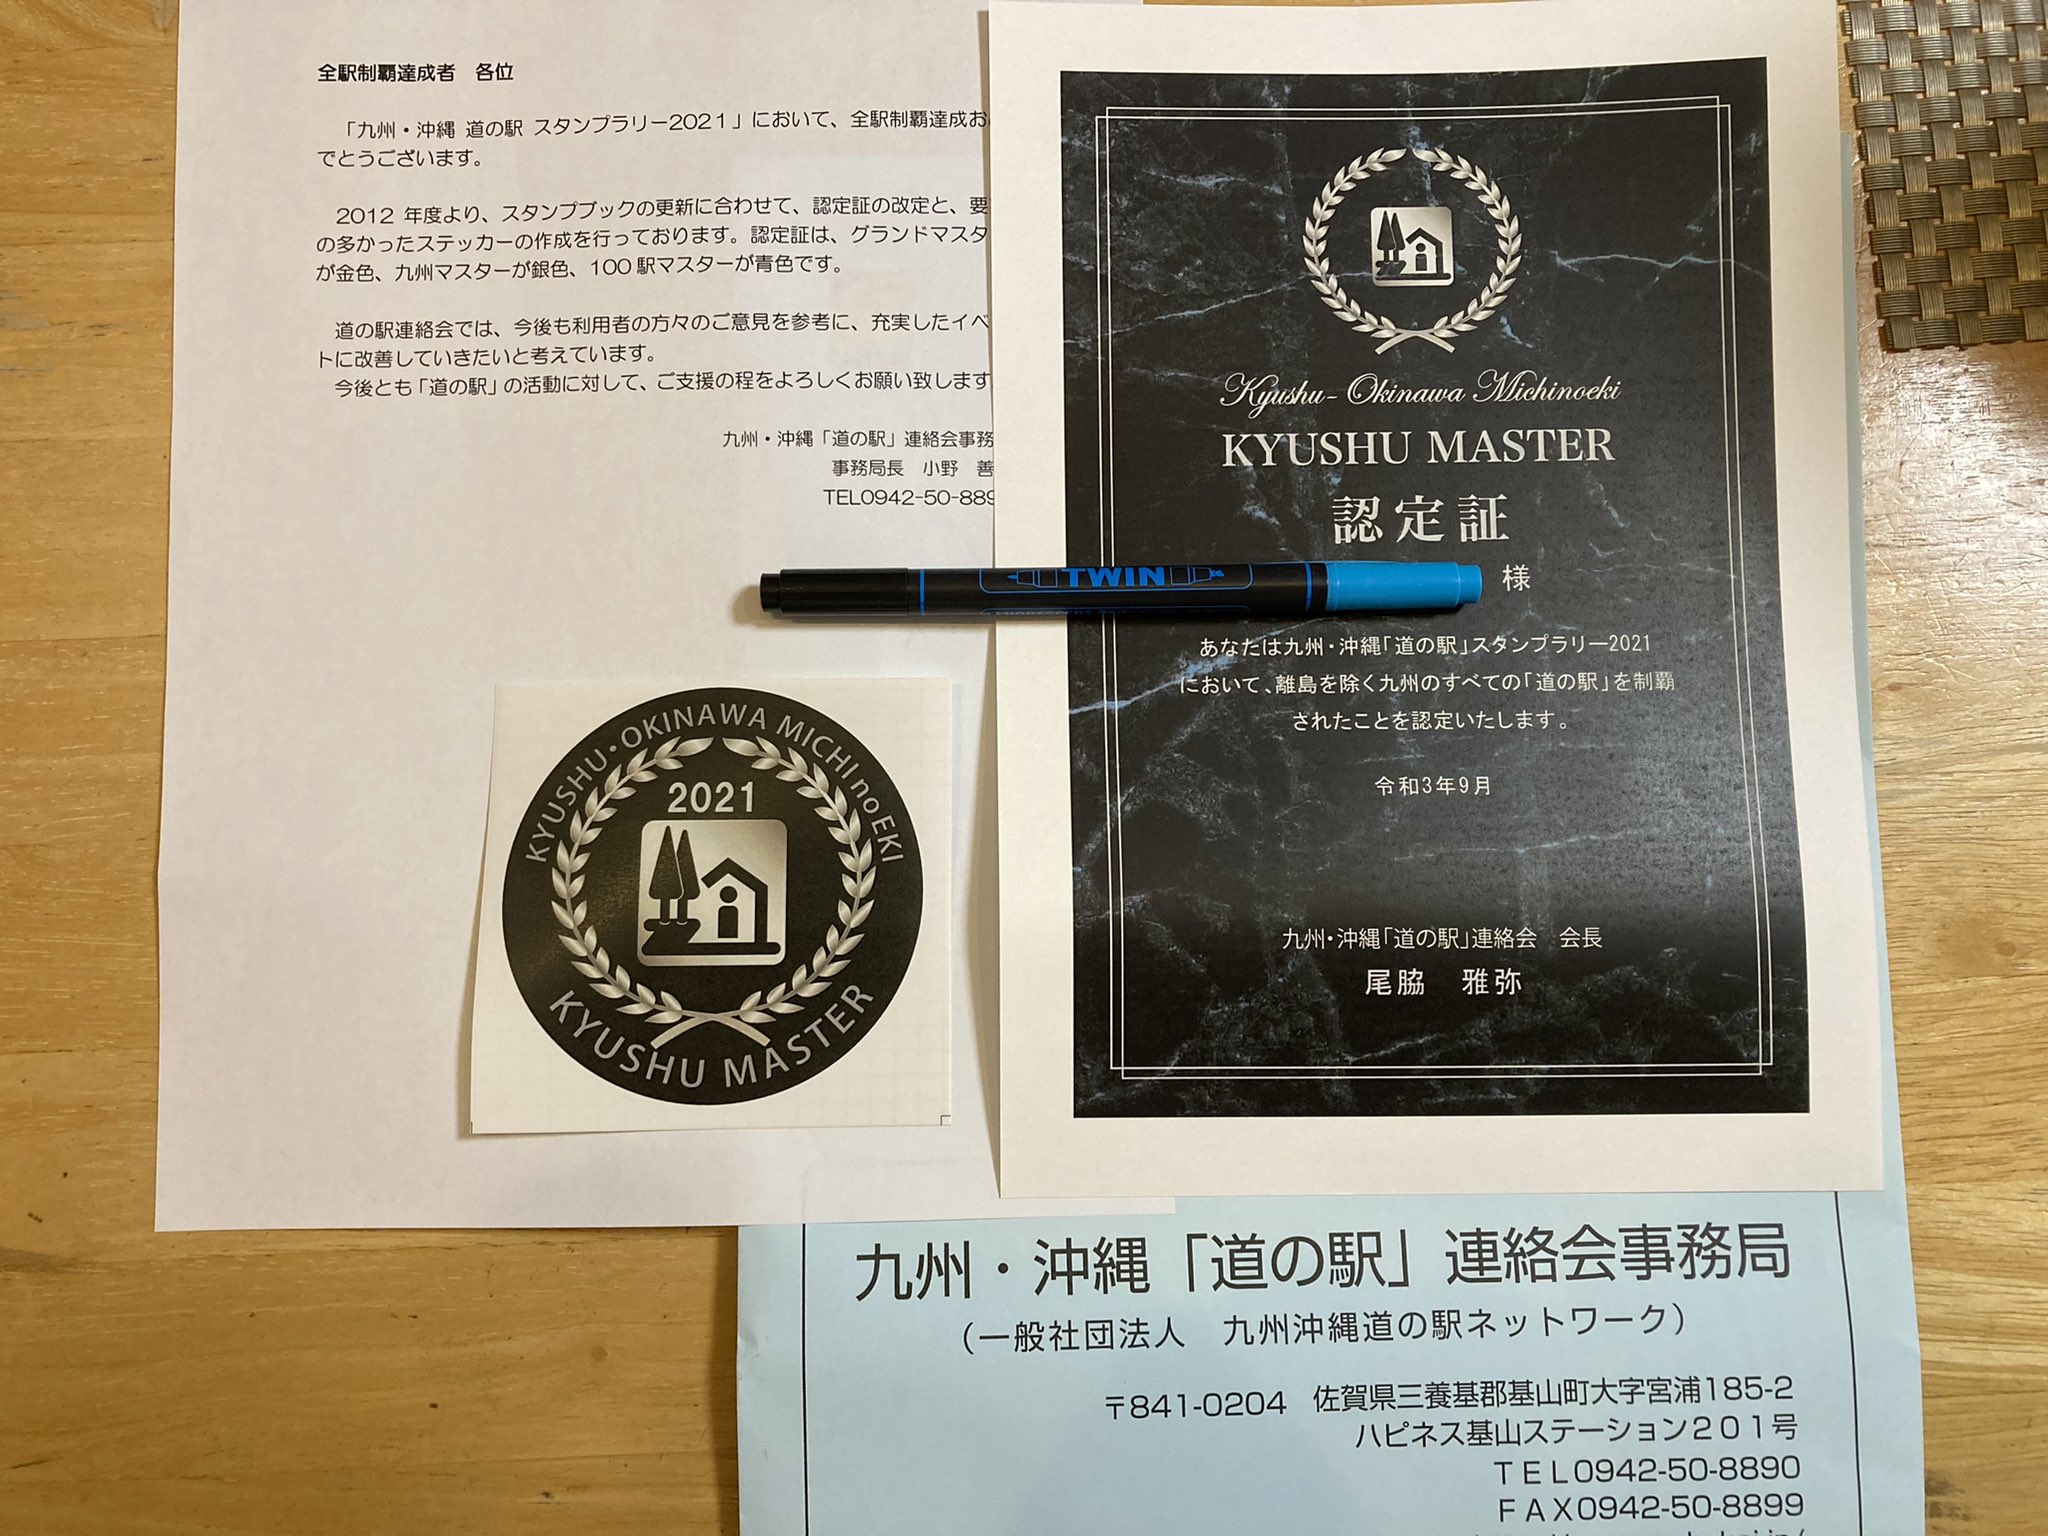 全駅制覇達成者　各位
「九州・沖縄 道の駅 スタンプラリー2021」において、全駅制覇達成お
でとうございます。
2012 年度より、スタンプブックの更新に合わせて、認定証の改定と、要
の多かったステッカーの作成を行っております。認定証は、グランドマスタ
が金色、九州マスターが銀色、100 駅マスターが青色です。
道の駅連絡会では、今後も利用者の方々のご意見を参考に、充実したイベ
トに改善していきたいと考えています。
今後とも「道の駅」の活動に対して、ご支援の程をよろしくお願い致します
九州・沖縄「道の駅」連絡会事務
事務局長　小野　善
TEL0942-50-889
KYUSHU・OKINAWA MICHI no EKI
2021
KYUSHU MASTER
Kyushu- Okinawa Michinoeki
KYUSHU MASTER
認定証
TWIN
様
あなたは九州・沖縄「道の駅」スタンプラリー2021
において、離島を除く九州のすべての「道の駅」を制覇
されたことを認定いたします。
令和3年9月
九州・沖縄「道の駅」連絡会　会長
尾脇　雅弥
九州・沖縄「道の駅」連絡会事務局
（一般社団法人　九州沖縄道の駅ネットワーク）
〒841-0204　佐賀県三養基郡基山町大字宮浦185-2
ハピネス基山ステーション201号
TEL0942-50-8890
FAX0942-50-8899